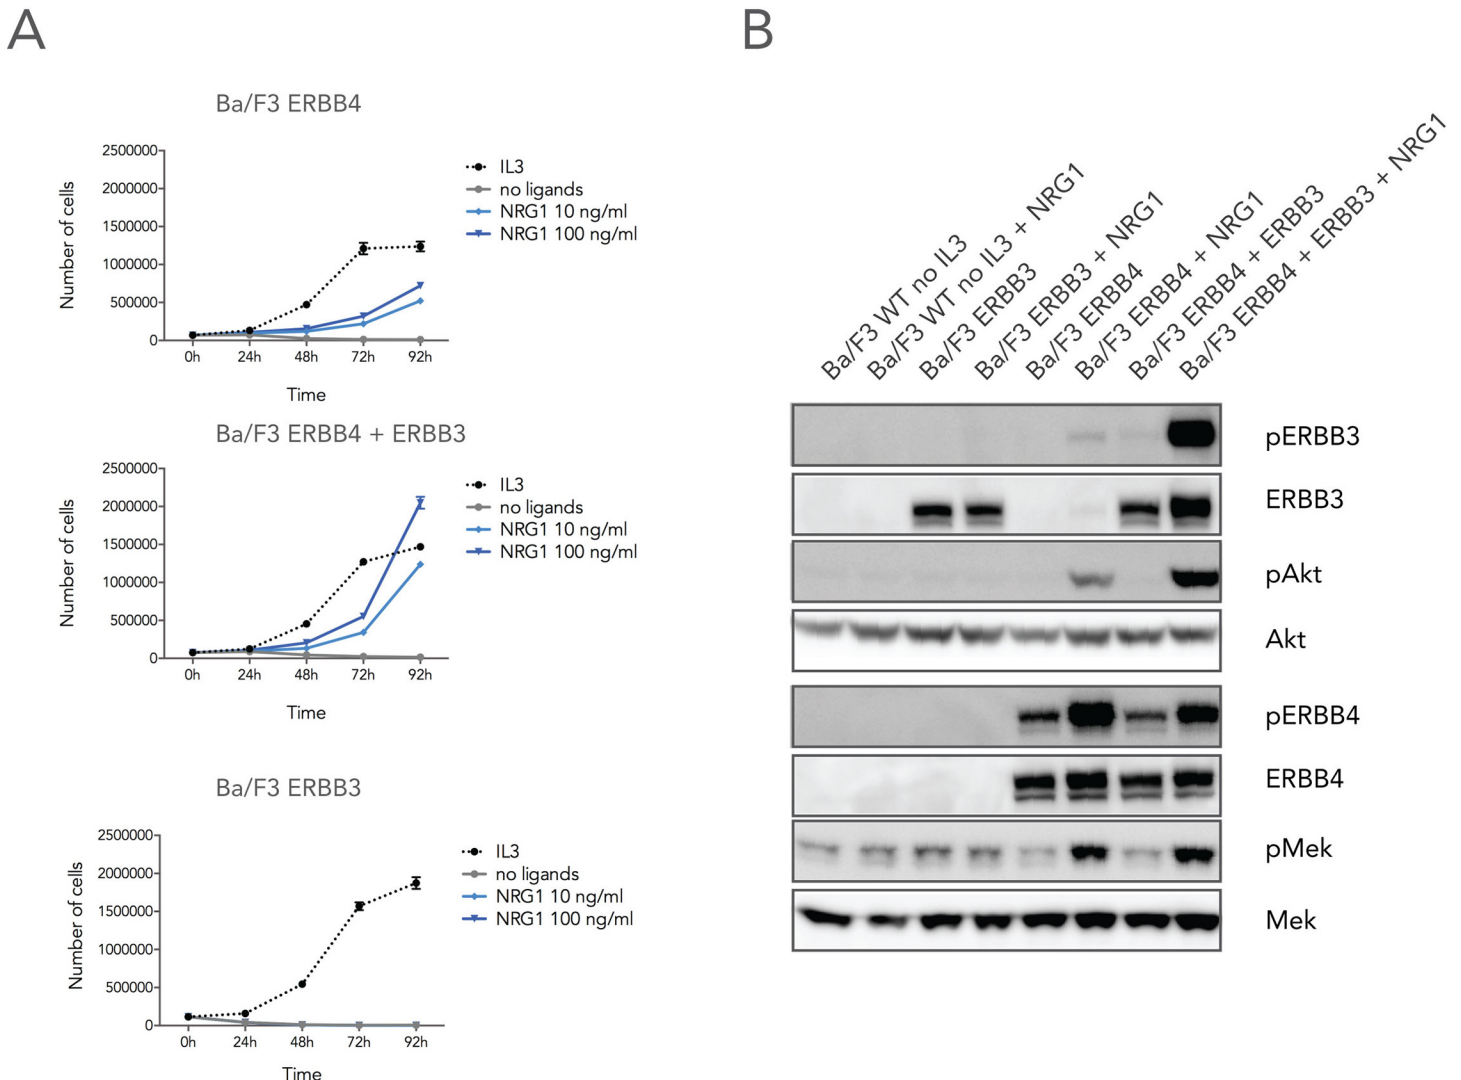 A
Ba/F3 ERBB4
Number of cells
2500000
2000000
1500000
1000000
500000
0
0h 24h 48h 72h 92h
Time
IL3
no ligands
NRG1 10 ng/ml
NRG1 100 ng/ml
Ba/F3 ERBB4 + ERBB3
Number of cells
2500000
2000000
1500000
1000000
500000
0
0h 24h 48h 72h 92h
Time
IL3
no ligands
NRG1 10 ng/ml
NRG1 100 ng/ml
Ba/F3 ERBB3
Number of cells
2500000
2000000
1500000
1000000
500000
0
0h 24h 48h 72h 92h
Time
IL3
no ligands
NRG1 10 ng/ml
NRG1 100 ng/ml
B
Ba/F3 WT no IL3
Ba/F3 WT no IL3 + NRG1
Ba/F3 ERBB3
Ba/F3 ERBB3 + NRG1
Ba/F3 ERBB4
Ba/F3 ERBB4 + NRG1
Ba/F3 ERBB4 + ERBB3
Ba/F3 ERBB4 + ERBB3 + NRG1
pERBB3
ERBB3
pAkt
Akt
pERBB4
ERBB4
pMek
Mek